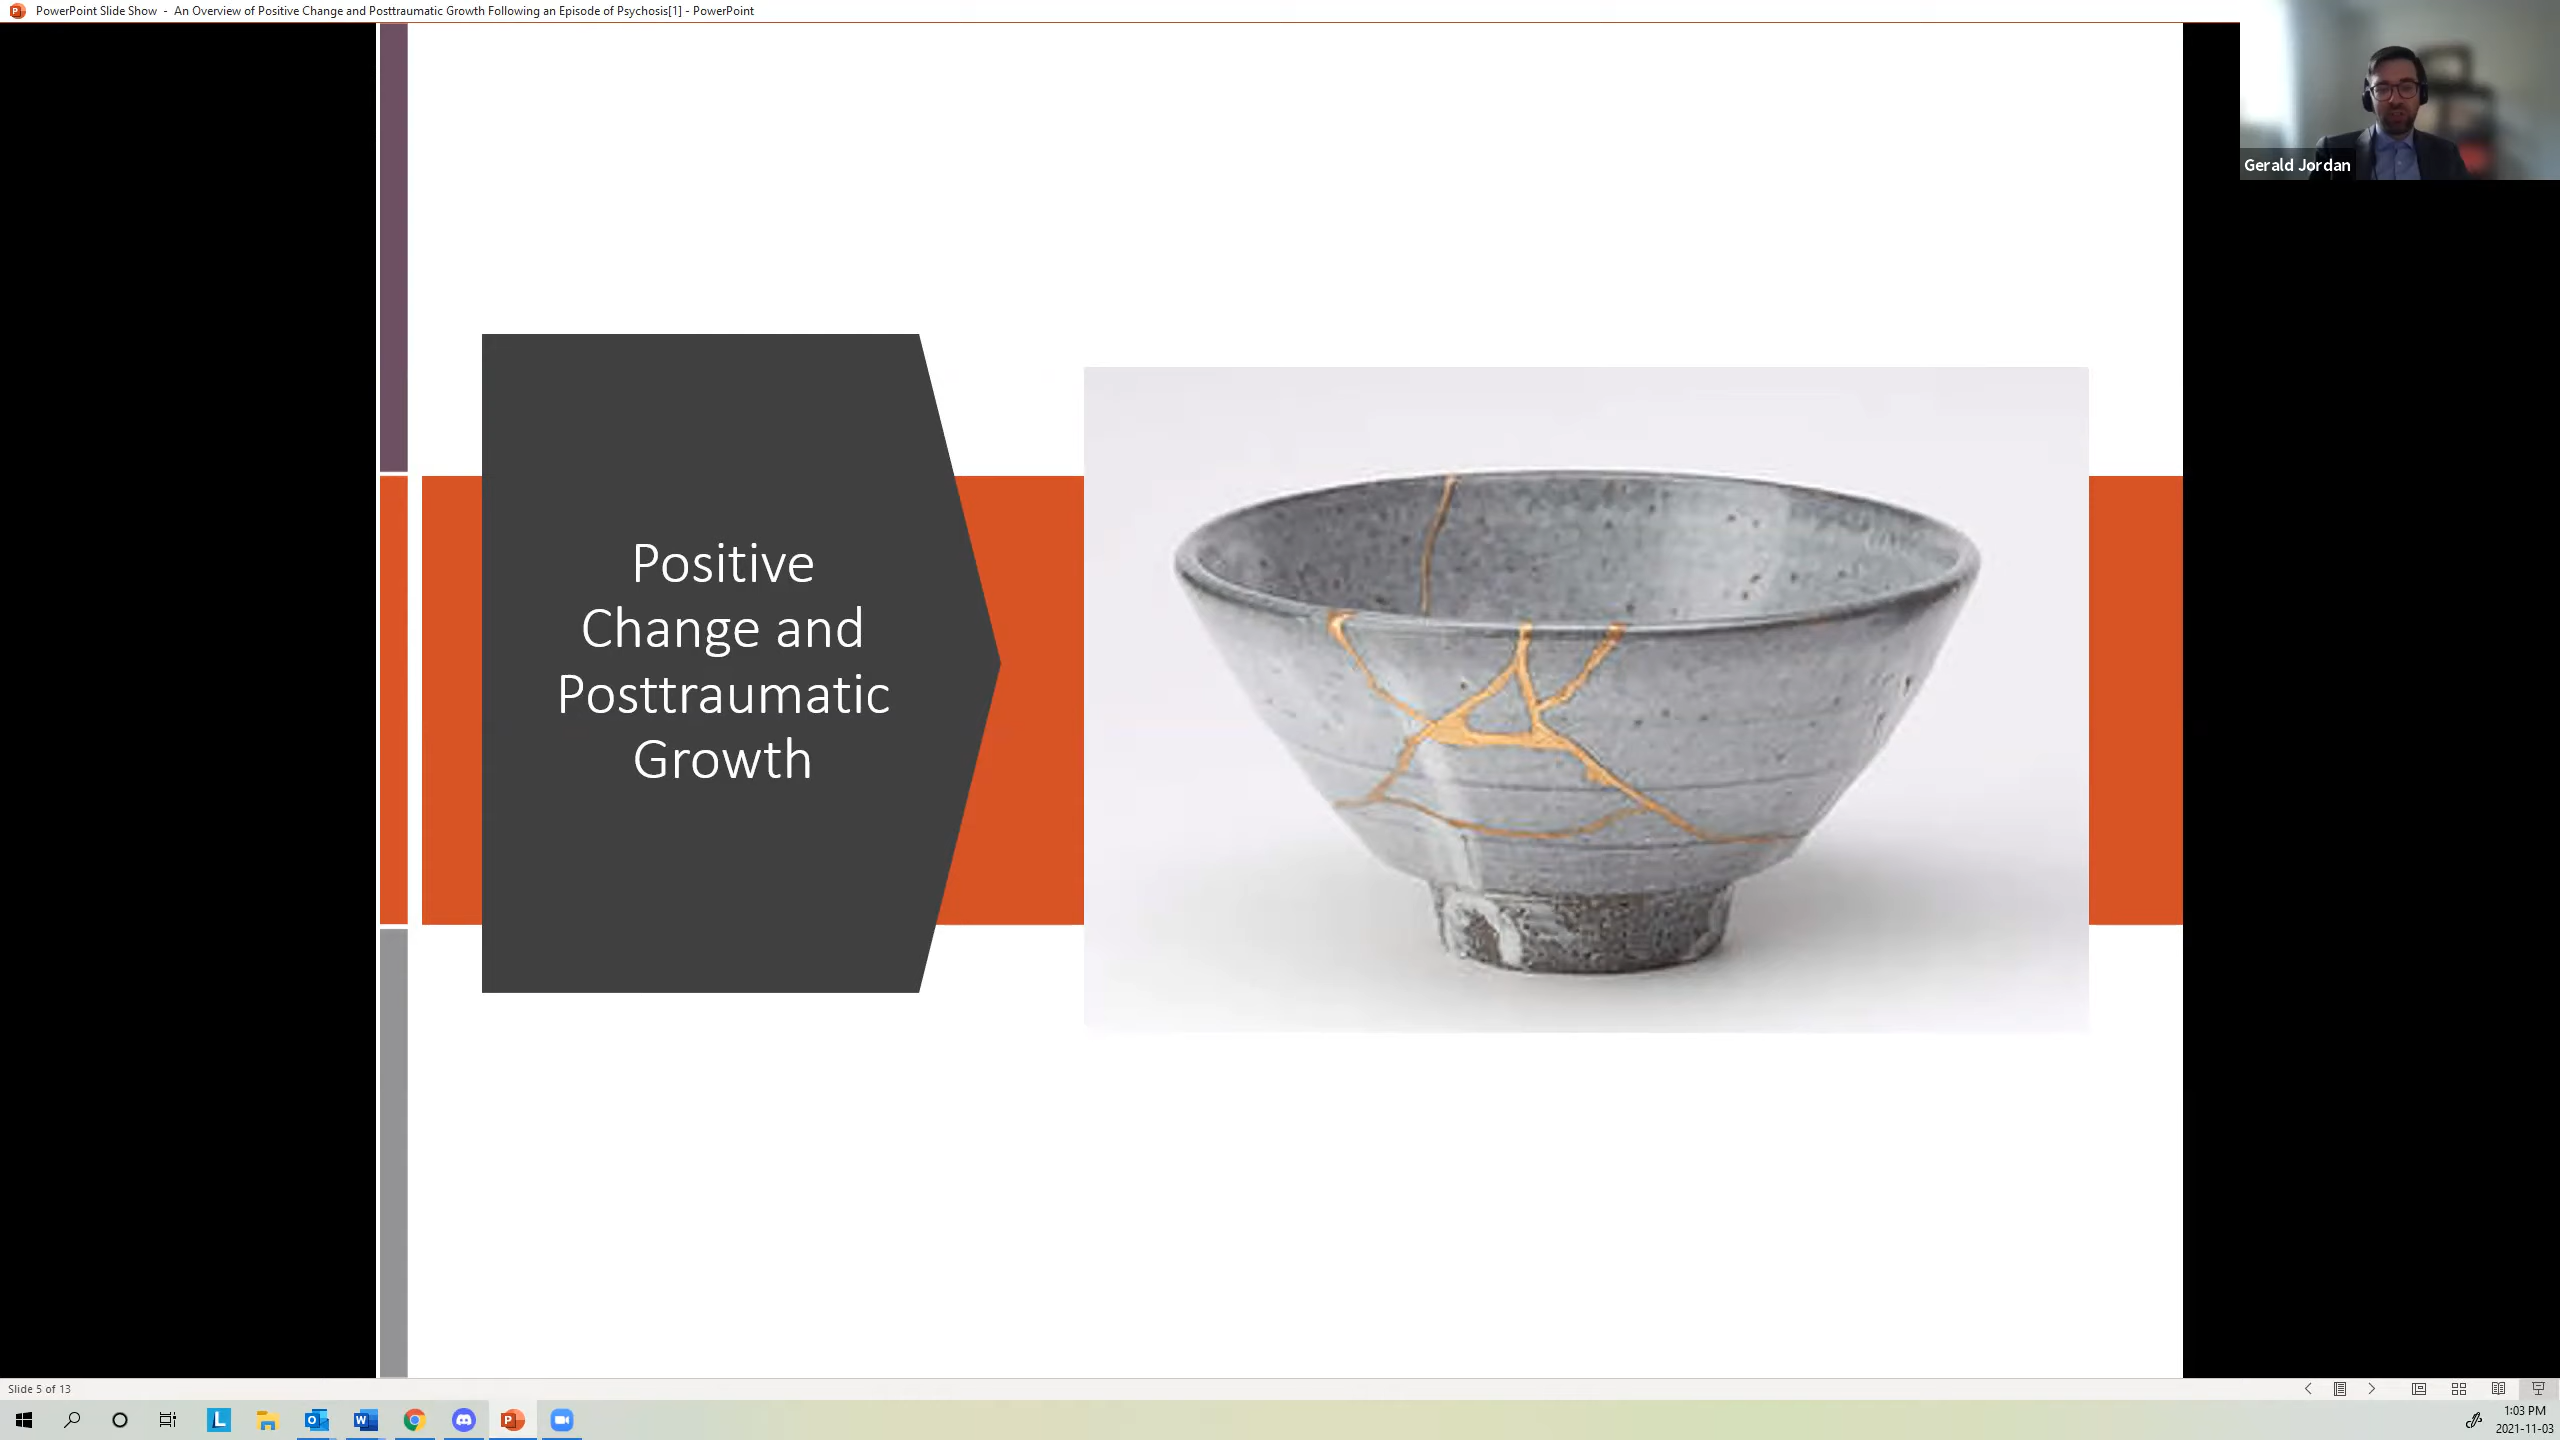 PowerPoint Slide Show - An Overview of Positive Change and Posttraumatic Growth Following an Episode of Psychosis[1] - PowerPoint
Gerald Jordan
Positive
Change and
Posttraumatic
Growth
Slide 5 of 13
1:03 PM
2021-11-03